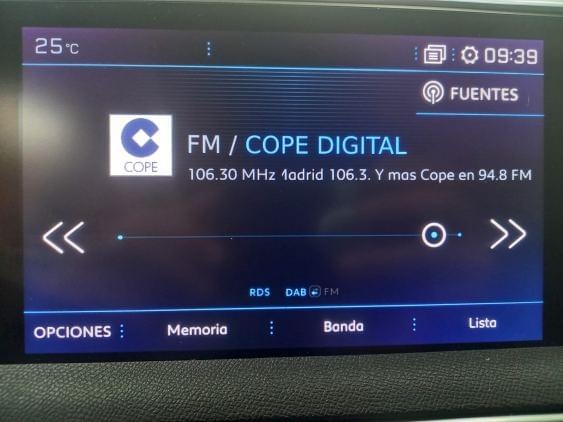 25°C
09:39
FUENTES
COPE
FM / COPE DIGITAL
106.30 MHz Madrid 106.3. Y mas Cope en 94.8 FM
RDS DAB FM
OPCIONES Memoria Banda Lista